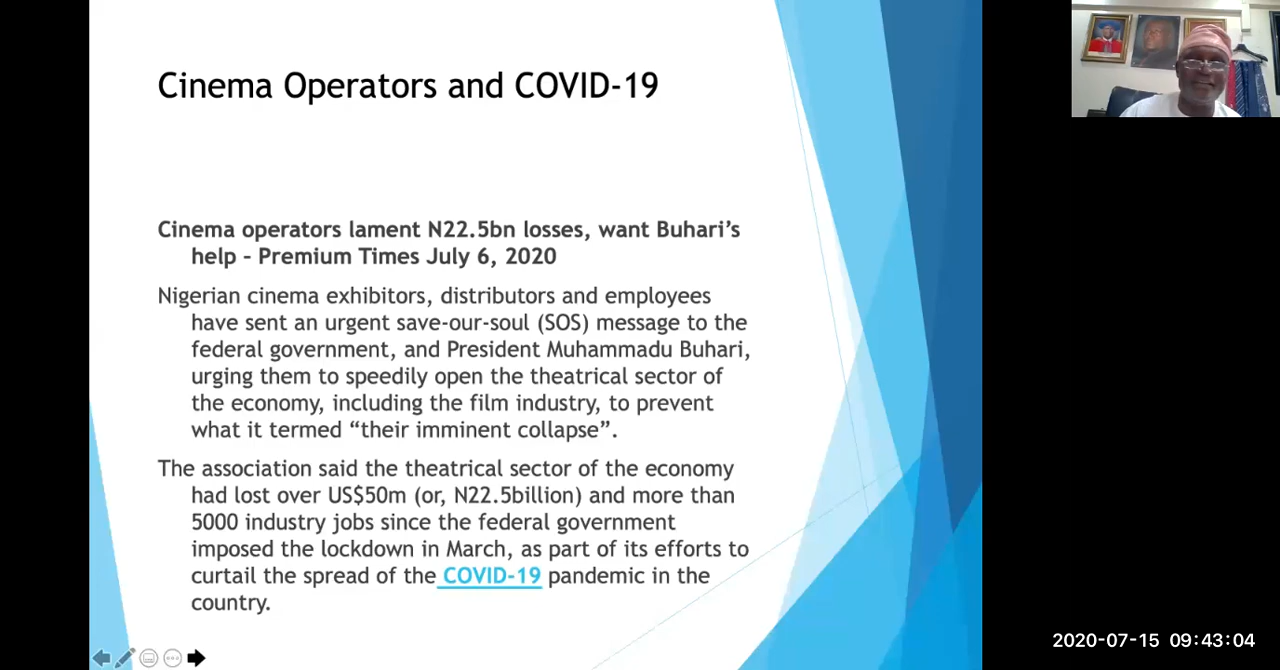 Cinema Operators and COVID-19
Cinema operators lament N22.5bn losses, want Buhari’s
help – Premium Times July 6, 2020
Nigerian cinema exhibitors, distributors and employees
have sent an urgent save-our-soul (SOS) message to the
federal government, and President Muhammadu Buhari,
urging them to speedily open the theatrical sector of
the economy, including the film industry, to prevent
what it termed “their imminent collapse”.
The association said the theatrical sector of the economy
had lost over US$50m (or, N22.5billion) and more than
5000 industry jobs since the federal government
imposed the lockdown in March, as part of its efforts to
curtail the spread of the COVID-19 pandemic in the
country.
2020-07-15 09:43:04